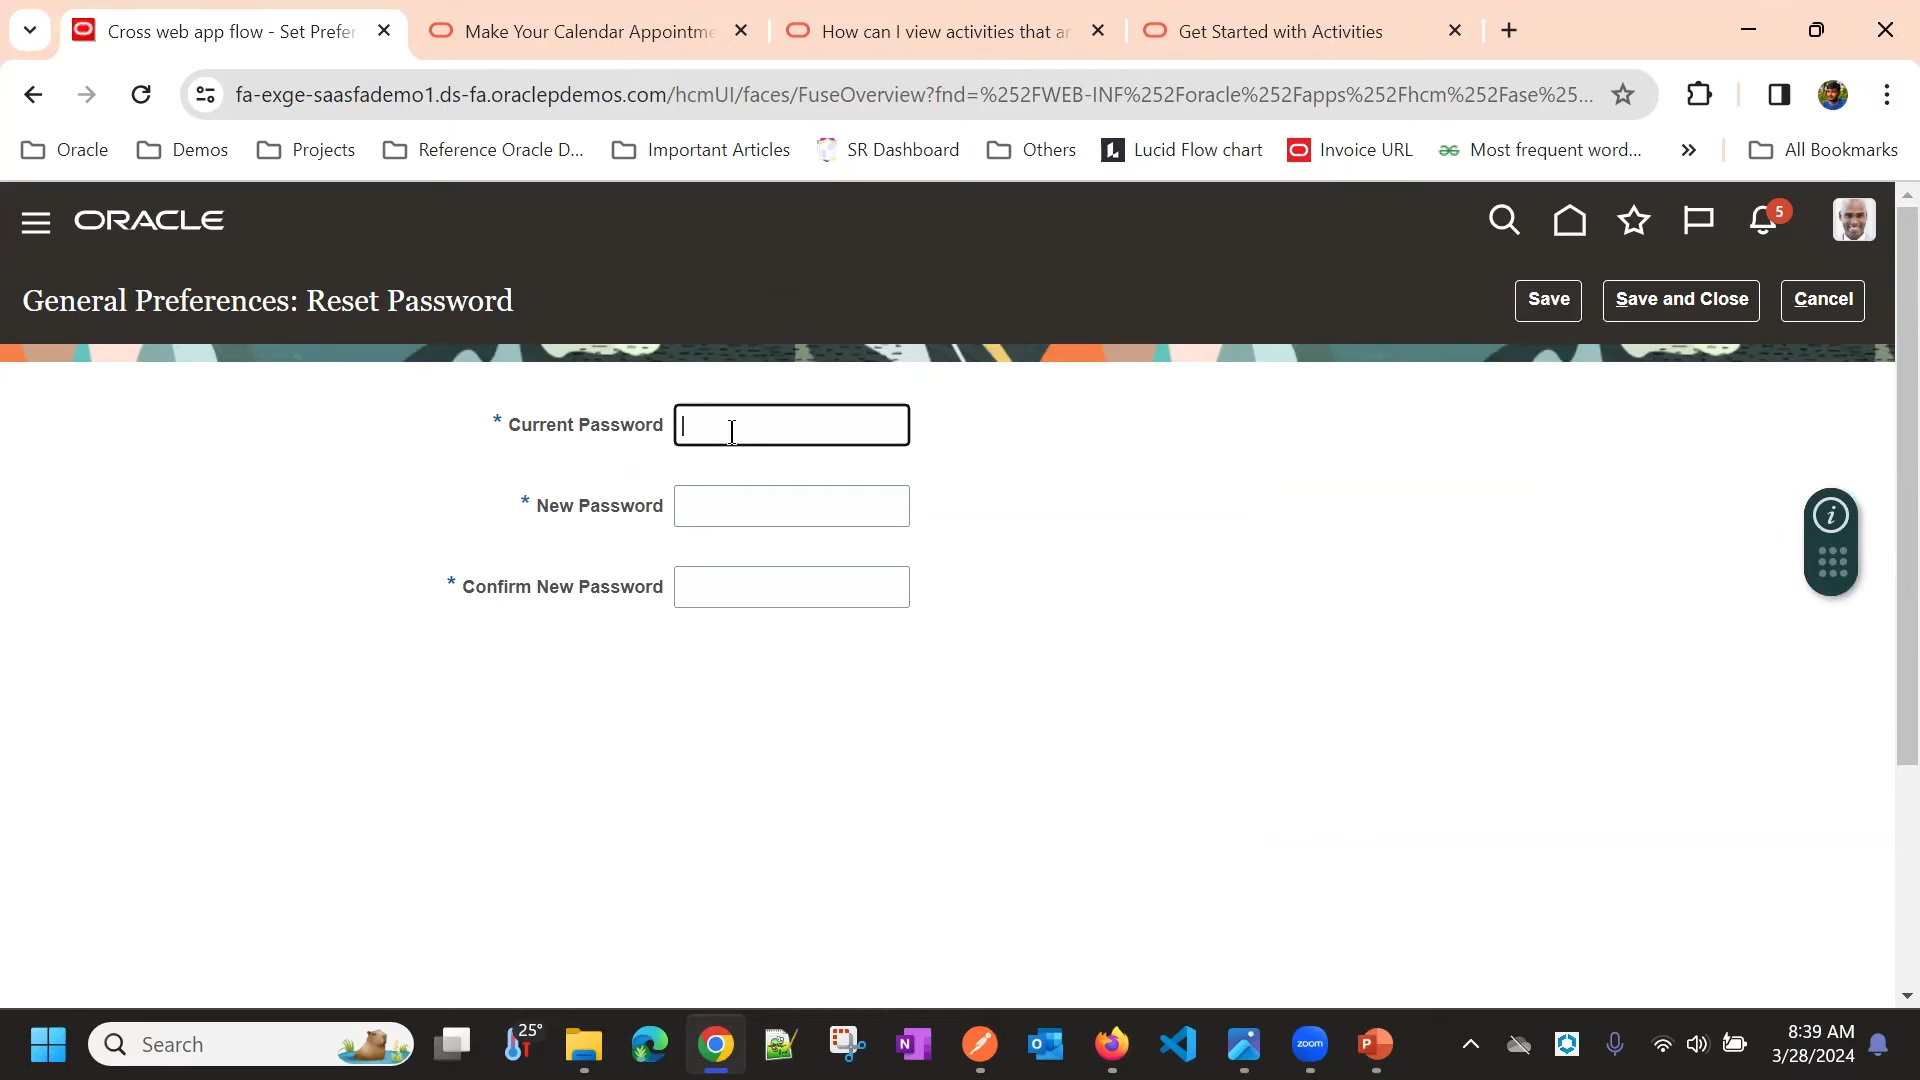 Cross web app flow - Set Prefer
Make Your Calendar Appointme
How can I view activities that ar
Get Started with Activities
fa-exge-saasfademo1.ds-fa.oraclepdemos.com/hcmUI/faces/FuseOverview?fnd=%252FWEB-INF%252Foracle%252Fapps%252Fhcm%252Fase%25...
Oracle
Demos
Projects
Reference Oracle D...
Important Articles
SR Dashboard
Others
Lucid Flow chart
Invoice URL
Most frequent word...
All Bookmarks
ORACLE
5
General Preferences: Reset Password
Save
Save and Close
Cancel
* Current Password
* New Password
* Confirm New Password
Search
25°
zoom
8:39 AM
3/28/2024